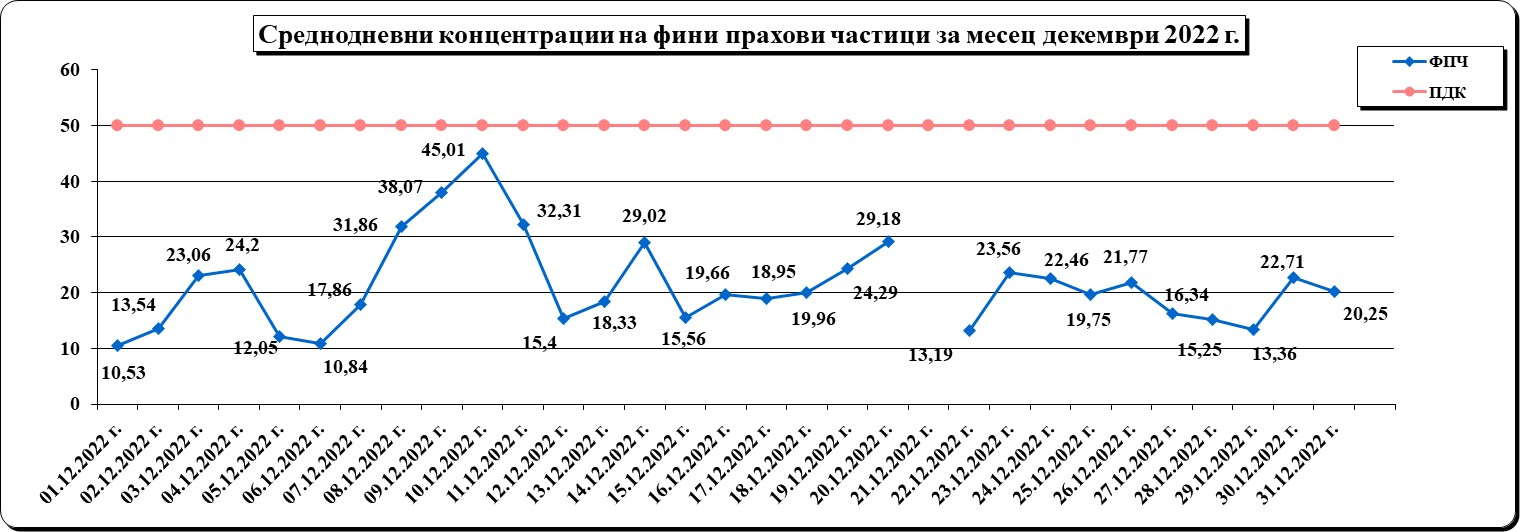 Среднодневни концентрации на фини прахови частици за месец декември 2022 г.
ФПЧ
ПДК
60
50
40
30
20
10
0
10,53
13,54
23,06
24,2
12,05
10,84
17,86
31,86
38,07
45,01
32,31
15,4
18,33
29,02
15,56
19,66
18,95
19,96
24,29
29,18
13,19
23,56
22,46
19,75
21,77
16,34
15,25
13,36
22,71
20,25
01.12.2022 г.
02.12.2022 г.
03.12.2022 г.
04.12.2022 г.
05.12.2022 г.
06.12.2022 г.
07.12.2022 г.
08.12.2022 г.
09.12.2022 г.
10.12.2022 г.
11.12.2022 г.
12.12.2022 г.
13.12.2022 г.
14.12.2022 г.
15.12.2022 г.
16.12.2022 г.
17.12.2022 г.
18.12.2022 г.
19.12.2022 г.
20.12.2022 г.
21.12.2022 г.
22.12.2022 г.
23.12.2022 г.
24.12.2022 г.
25.12.2022 г.
26.12.2022 г.
27.12.2022 г.
28.12.2022 г.
29.12.2022 г.
30.12.2022 г.
31.12.2022 г.